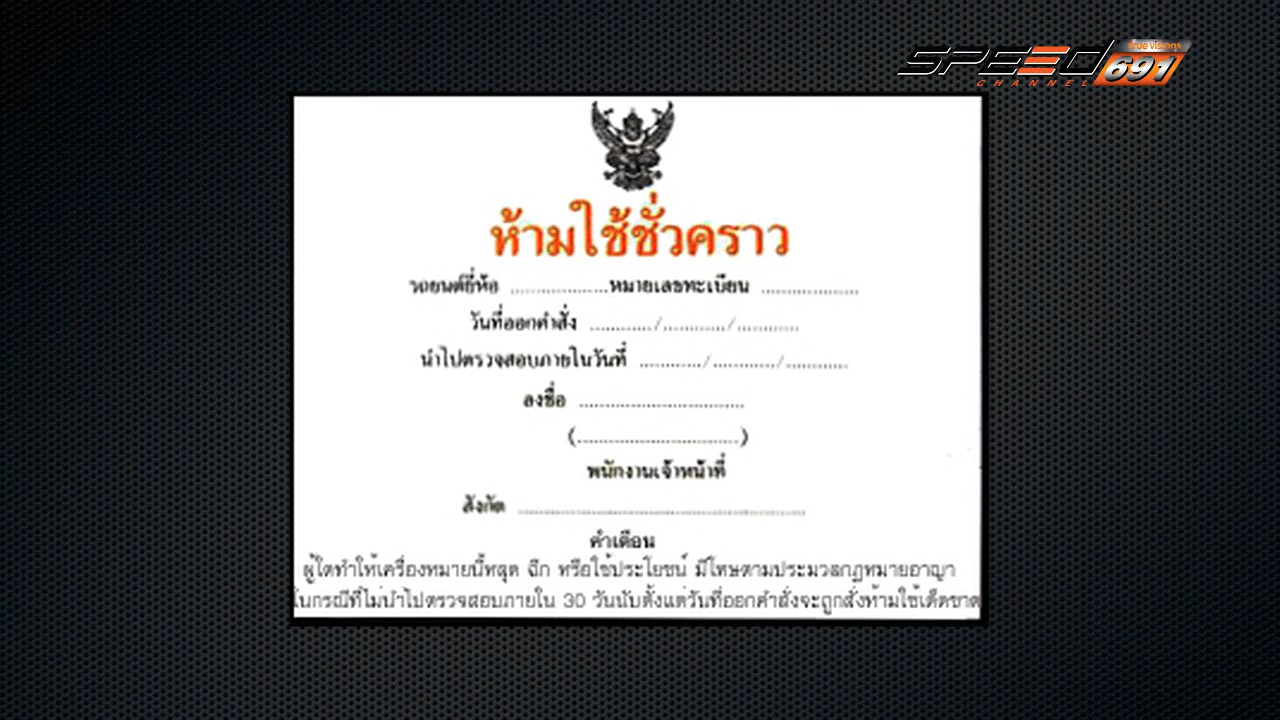 SPEED CHANNEL
true visions
691
ห้ามใช้ชั่วคราว
รถยนต์ยี่ห้อ ...................หมายเลขทะเบียน ...................
วันที่ออกคำสั่ง ............/............/............
นำไปตรวจสอบภายในวันที่ ............/............/............
ลงชื่อ ................................
(................................)
พนักงานเจ้าหน้าที่
สังกัด ........................................................
คำเตือน
ผู้ใดทำให้เครื่องหมายนี้หลุด ฉีก หรือใช้ประโยชน์ มีโทษตามประมวลกฎหมายอาญา
ในกรณีที่ไม่นำไปตรวจสอบภายใน 30 วันนับตั้งแต่วันที่ออกคำสั่งจะถูกสั่งห้ามใช้เด็ดขาด